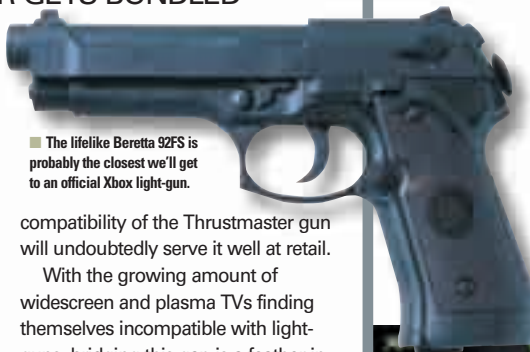 R GETS BUNDLED
■ The lifelike Beretta 92FS is
probably the closest we'll get
to an official Xbox light-gun.
compatibility of the Thrustmaster gun
will undoubtedly serve it well at retail.
With the growing amount of
widescreen and plasma TVs finding
themselves incompatible with light-